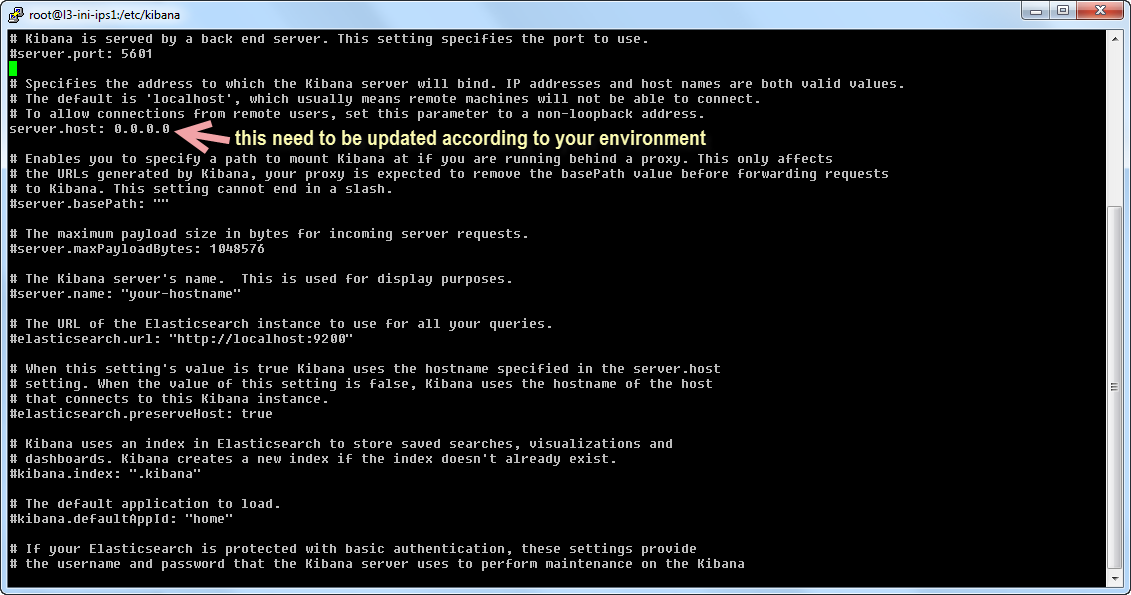 root@l3-ini-ips1:/etc/kibana
# Kibana is served by a back end server. This setting specifies the port to use.
#server.port: 5601
# Specifies the address to which the Kibana server will bind. IP addresses and host names are both valid values.
# The default is 'localhost', which usually means remote machines will not be able to connect.
# To allow connections from remote users, set this parameter to a non-loopback address.
server.host: 0.0.0.0
this need to be updated according to your environment
# Enables you to specify a path to mount Kibana at if you are running behind a proxy. This only affects
# the URLs generated by Kibana, your proxy is expected to remove the basePath value before forwarding requests
# to Kibana. This setting cannot end in a slash.
#server.basePath: ""
# The maximum payload size in bytes for incoming server requests.
#server.maxPayloadBytes: 1048576
# The Kibana server's name.  This is used for display purposes.
#server.name: "your-hostname"
# The URL of the Elasticsearch instance to use for all your queries.
#elasticsearch.url: "http://localhost:9200"
# When this setting's value is true Kibana uses the hostname specified in the server.host
# setting. When the value of this setting is false, Kibana uses the hostname of the host
# that connects to this Kibana instance.
#elasticsearch.preserveHost: true
# Kibana uses an index in Elasticsearch to store saved searches, visualizations and
# dashboards. Kibana creates a new index if the index doesn't already exist.
#kibana.index: ".kibana"
# The default application to load.
#kibana.defaultAppId: "home"
# If your Elasticsearch is protected with basic authentication, these settings provide
# the username and password that the Kibana server uses to perform maintenance on the Kibana